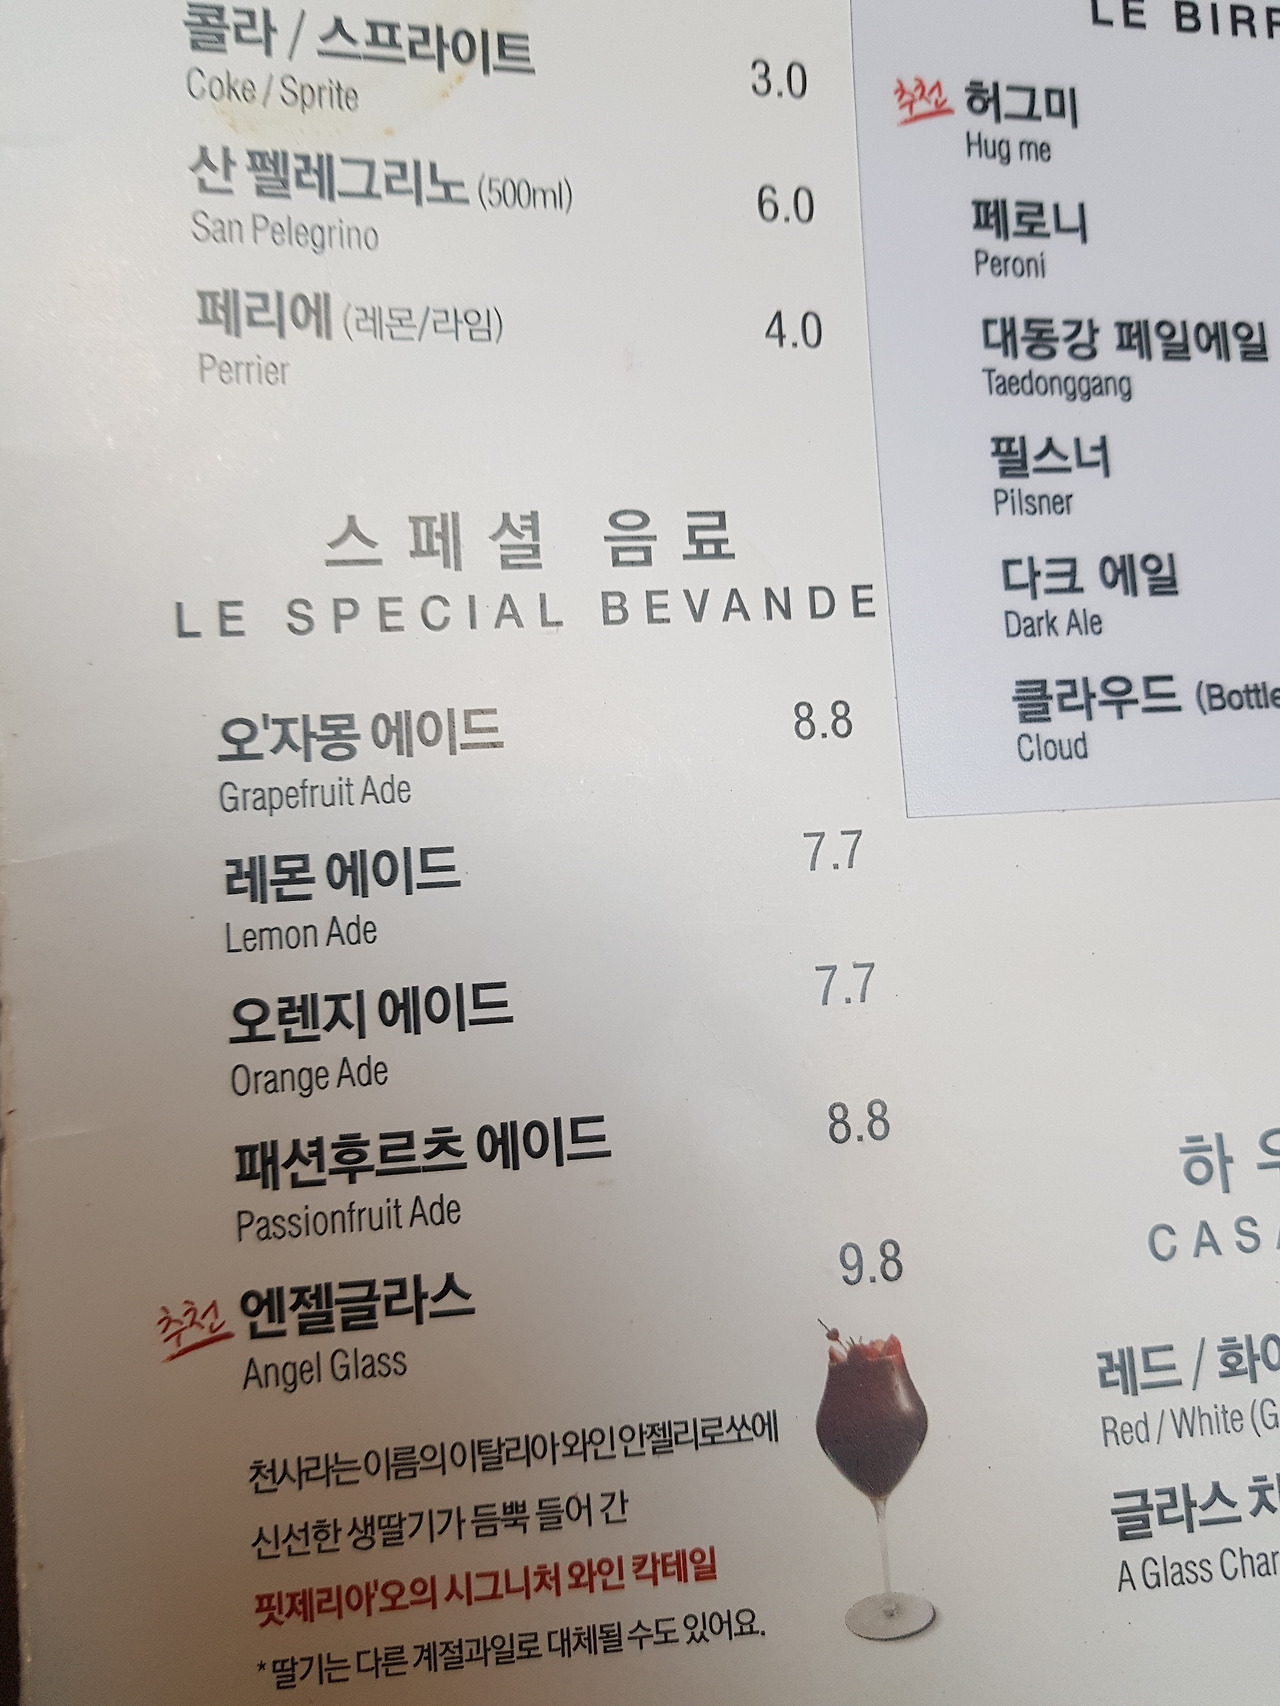 콜라 / 스프라이트 3.0
Coke / Sprite
산 펠레그리노 (500ml) 6.0
San Pelegrino
페리에 (레몬/라임) 4.0
Perrier
스페셜 음료
LE SPECIAL BEVANDE
오'자몽 에이드 8.8
Grapefruit Ade
레몬 에이드 7.7
Lemon Ade
오렌지 에이드 7.7
Orange Ade
패션후르츠 에이드 8.8
Passionfruit Ade
추천 엔젤글라스 9.8
Angel Glass
천사라는 이름의 이탈리아 와인 안젤리로쏘에
신선한 생딸기가 듬뿍 들어 간
핏제리아'오의 시그니처 와인 칵테일
* 딸기는 다른 계절과일로 대체될 수도 있어요.
LE
추천 허그미
Hug me
페로니
Peroni
대동강 페일에일
Taedonggang
필스너
Pilsner
다크 에일
Dark Ale
클라우드 (Bottle
Cloud
하
CAS
레드 / 화
Red / White (G
글라스
A Glass Char